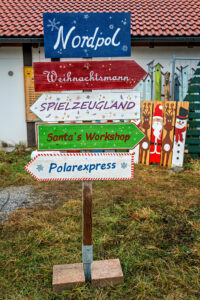 Nordpol
Weihnachtsmann
SPIELZEUGLAND
Santa's Workshop
Polarexpress